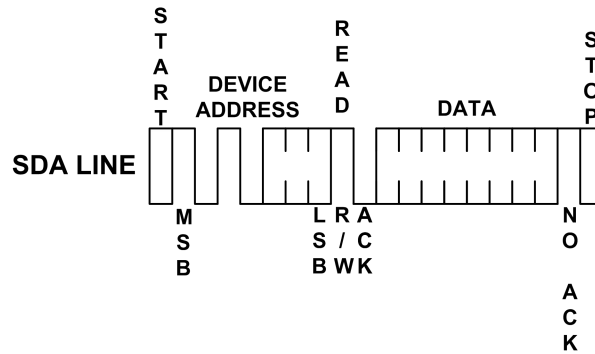 START
READ
STOP
DEVICE
ADDRESS
DATA
SDA LINE
MSB
LSB
R/W
ACK
NO ACK